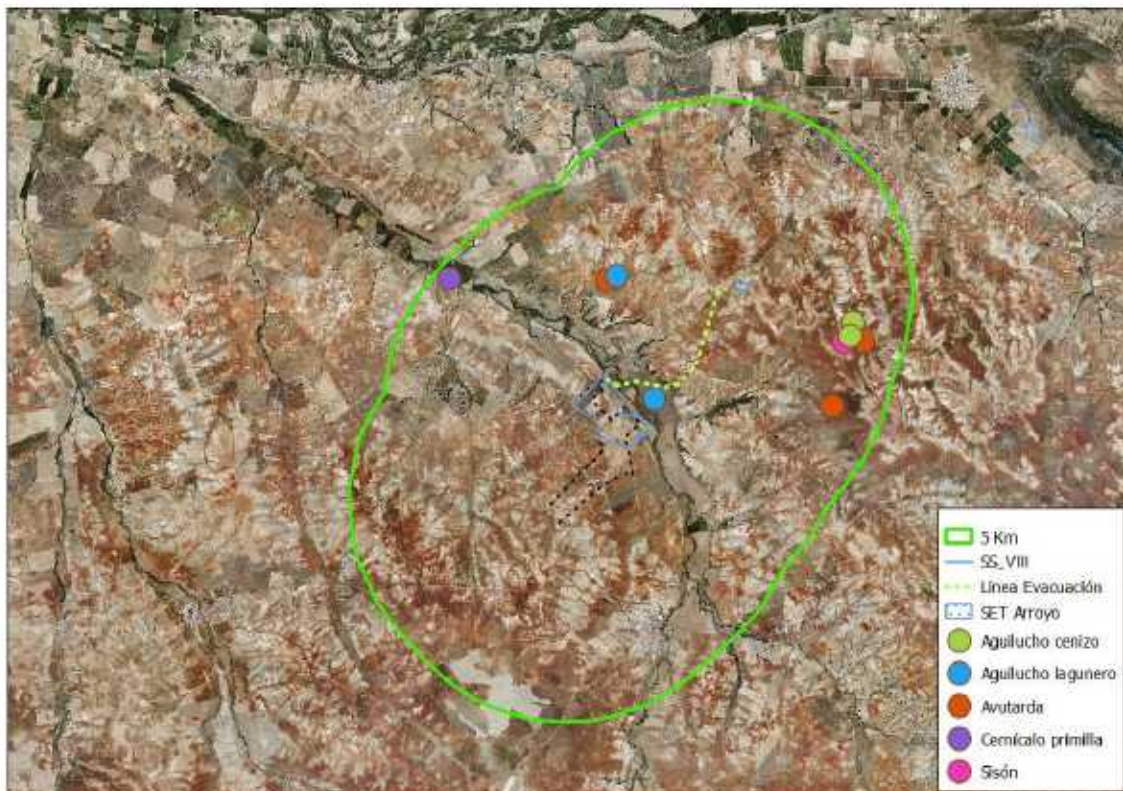 5 Km
SS_VIII
Línea Evacuación
SET Arroyo
Aguilucho cenizo
Aguilucho lagunero
Avutarda
Cernícalo primilla
Sisón